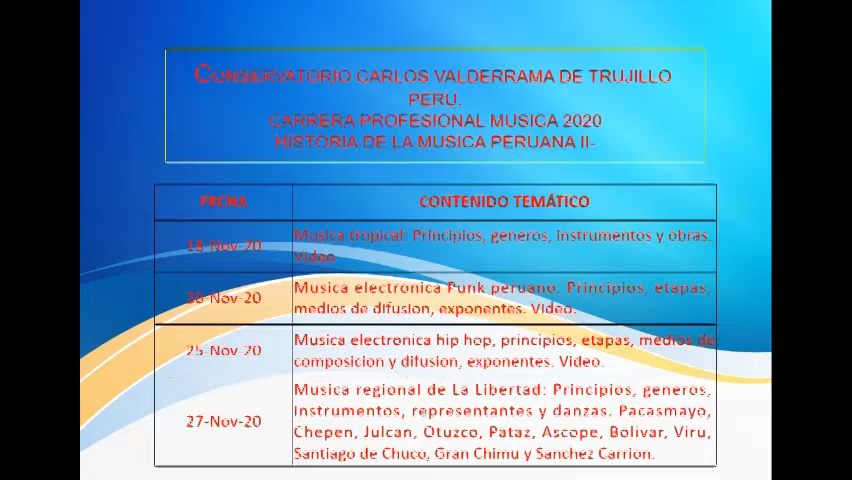 CONSERVATORIO CARLOS VALDERRAMA DE TRUJILLO
PERU.
CARRERA PROFESIONAL MUSICA 2020
HISTORIA DE LA MUSICA PERUANA II-
FECHA
CONTENIDO TEMÁTICO
18-Nov-20
Musica tropical: Principios, generos, instrumentos y obras.
Video
20-Nov-20
Musica electronica Punk peruano. Principios, etapas,
medios de difusion, exponentes. Video.
25-Nov-20
Musica electronica hip hop, principios, etapas, medios de
composicion y difusion, exponentes. Video.
27-Nov-20
Musica regional de La Libertad: Principios, generos,
instrumentos, representantes y danzas. Pacasmayo,
Chepen, Julcan, Otuzco, Pataz, Ascope, Bolivar, Viru,
Santiago de Chuco, Gran Chimu y Sanchez Carrion.